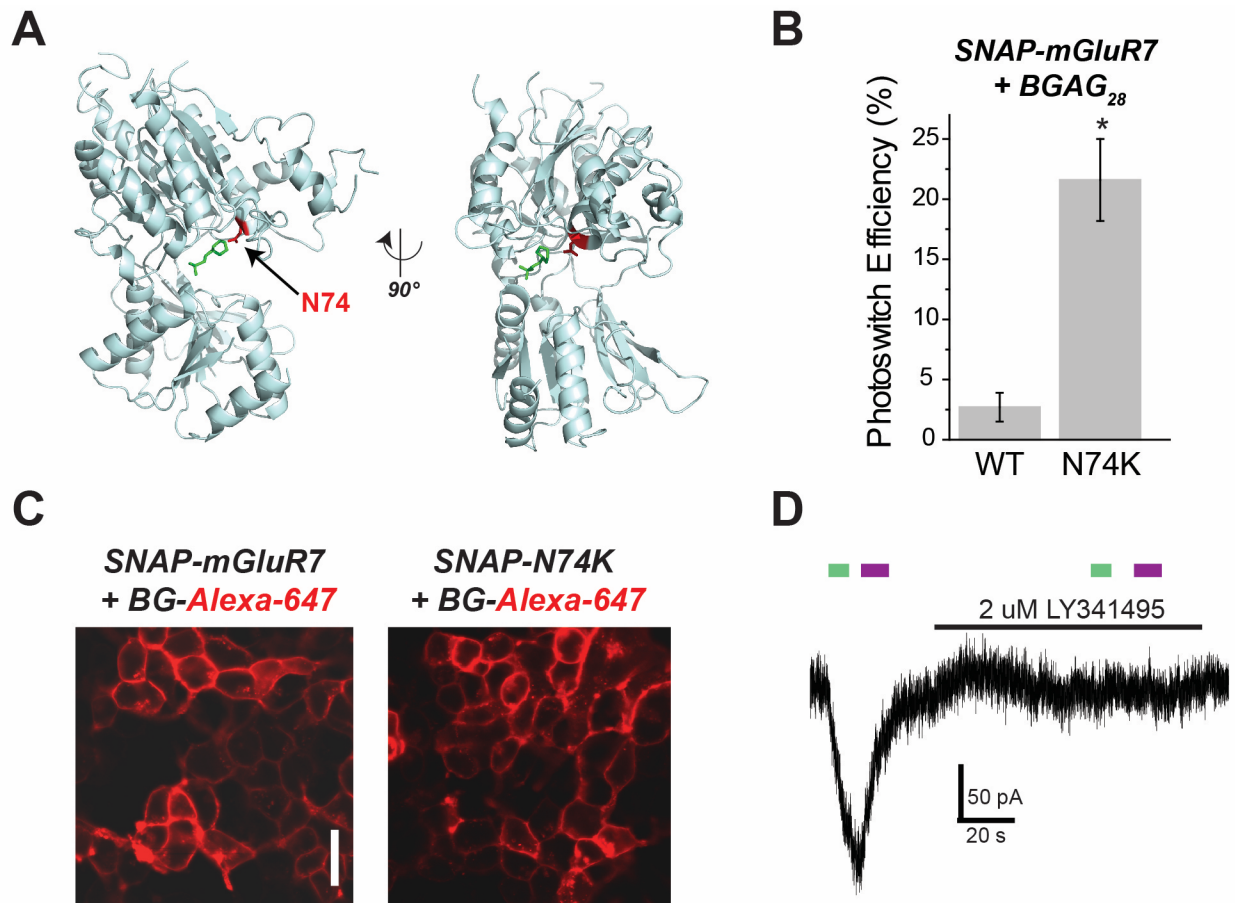 A
N74
90°
B
SNAP-mGluR7
+ BGAG28
Photoswitch Efficiency (%)
25
20
15
10
5
0
*
WT
N74K
C
SNAP-mGluR7
+ BG-Alexa-647
SNAP-N74K
+ BG-Alexa-647
D
2 uM LY341495
50 pA
20 s